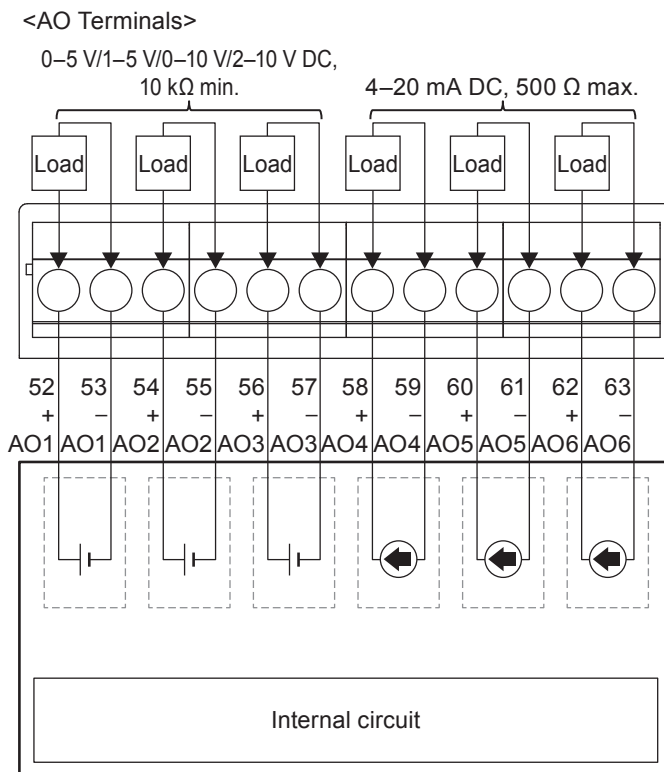 <AO Terminals>
0–5 V/1–5 V/0–10 V/2–10 V DC,
10 kΩ min.
4–20 mA DC, 500 Ω max.
Load Load Load Load Load Load
52 53 54 55 56 57 58 59 60 61 62 63
+ – + – + – + – + – + –
AO1 AO1 AO2 AO2 AO3 AO3 AO4 AO4 AO5 AO5 AO6 AO6
Internal circuit